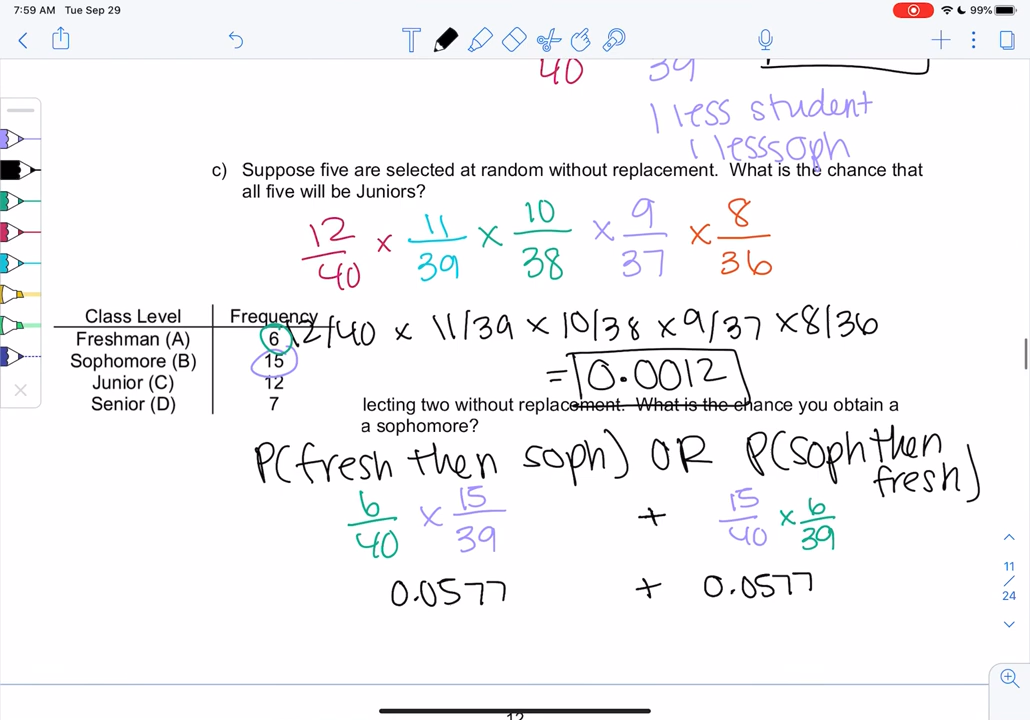 7:59 AM Tue Sep 29
99%
T
40 39
1 less student
1 less soph
c) Suppose five are selected at random without replacement. What is the chance that
all five will be Juniors?
12/40 x 11/39 x 10/38 x 9/37 x 8/36
Class Level Frequency
Freshman (A) 6
Sophomore (B) 15
Junior (C) 12
Senior (D) 7
12/40 x 11/39 x 10/38 x 9/37 x 8/36
= 0.0012
lecting two without replacement. What is the chance you obtain a
a sophomore?
P(fresh then soph) OR P(soph then
fresh)
6/40 x 15/39 + 15/40 x 6/39
0.0577 + 0.0577
11
/
24
12